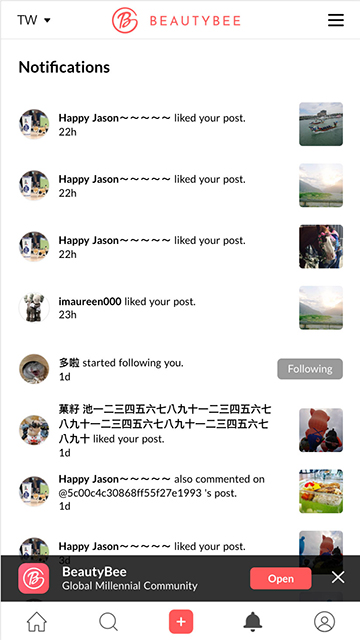 TW
BEAUTYBEE
Notifications
Happy Jason～～～～～ liked your post.
22h
Happy Jason～～～～～ liked your post.
22h
Happy Jason～～～～～ liked your post.
22h
imaureen000 liked your post.
23h
多啦 started following you.
1d
Following
菓籽 池一二三四五六七八九十一二三四五六七
八九十一二三四五六七八九十一二三四五六七
八九十 liked your post.
1d
Happy Jason～～～～～ also commented on
@5c00c4c30868ff55f27e1993 's post.
1d
Happy Jason～～～～～ liked your post.
3d
BeautyBee
Global Millennial Community
Open